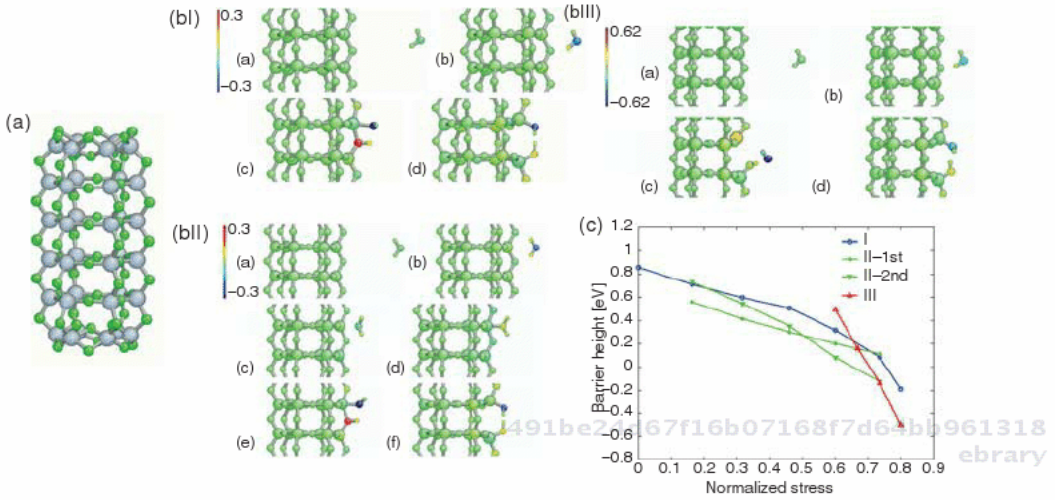 (a)
(bI)
0.3
−0.3
(a)
(b)
(c)
(d)
(bII)
0.3
−0.3
(a)
(b)
(c)
(d)
(e)
(f)
(bIII)
0.62
−0.62
(a)
(b)
(c)
(d)
(c)
I
II–1st
II–2nd
III
Barrier height [eV]
1.2
1
0.8
0.6
0.4
0.2
0
−0.2
−0.4
−0.6
−0.8
0 0.1 0.2 0.3 0.4 0.5 0.6 0.7 0.8 0.9
Normalized stress
491be24d67f16b07168f7d64bb961318
ebrary